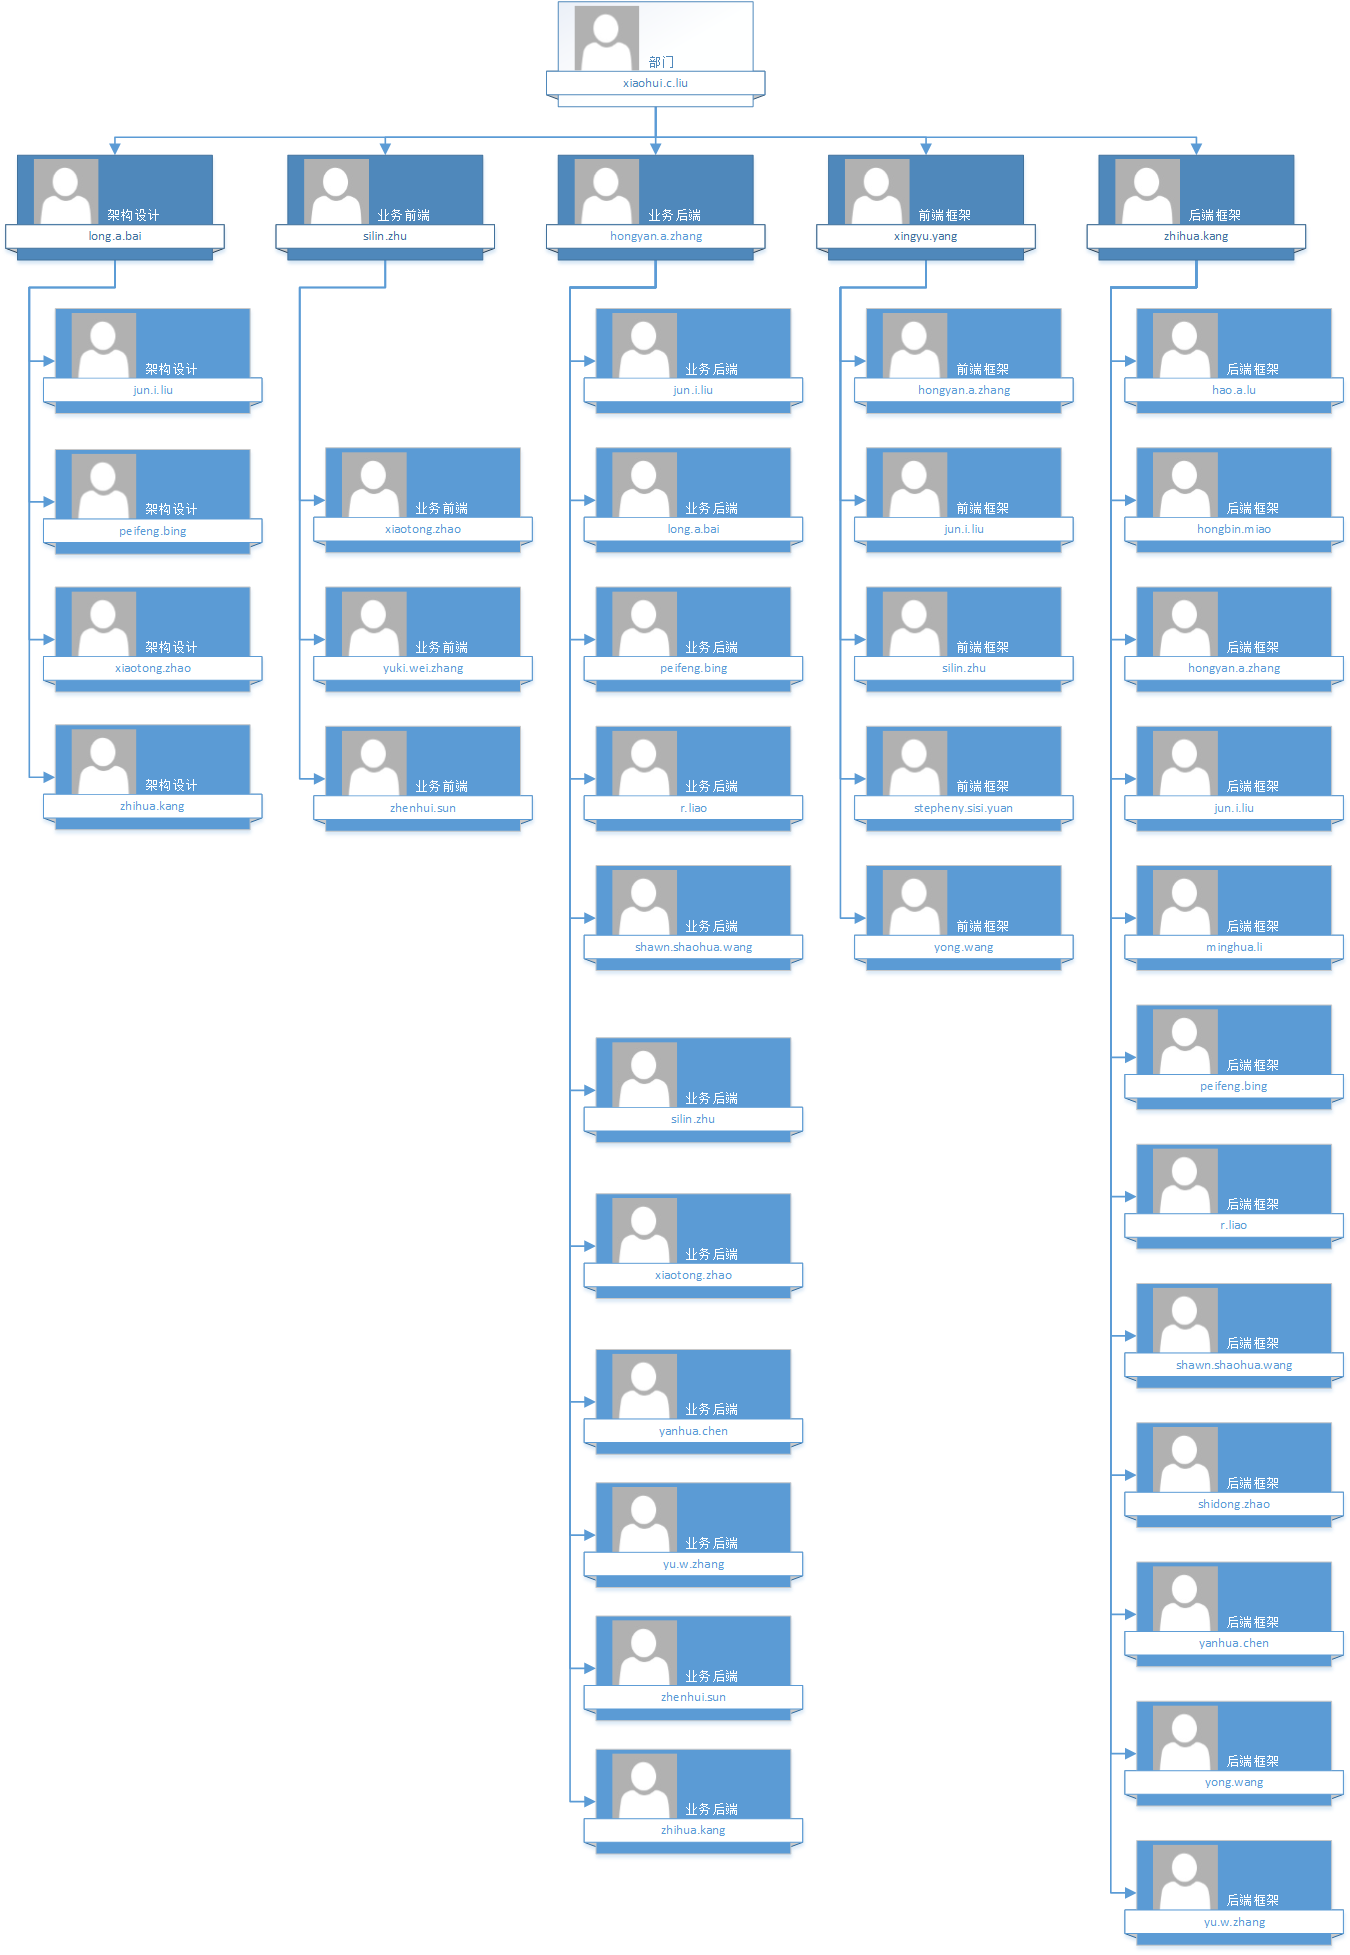 部门
xiaohui.c.liu
架构设计
long.a.bai
业务前端
silin.zhu
业务后端
hongyan.a.zhang
前端框架
xingyu.yang
后端框架
zhihua.kang
架构设计
jun.i.liu
架构设计
peifeng.bing
架构设计
xiaotong.zhao
架构设计
zhihua.kang
业务前端
xiaotong.zhao
业务前端
yuki.wei.zhang
业务前端
zhenhui.sun
业务后端
jun.i.liu
业务后端
long.a.bai
业务后端
peifeng.bing
业务后端
r.liao
业务后端
shawn.shaohua.wang
业务后端
silin.zhu
业务后端
xiaotong.zhao
业务后端
yanhua.chen
业务后端
yu.w.zhang
业务后端
zhenhui.sun
业务后端
zhihua.kang
前端框架
hongyan.a.zhang
前端框架
jun.i.liu
前端框架
silin.zhu
前端框架
stepheny.sisi.yuan
前端框架
yong.wang
后端框架
hao.a.lu
后端框架
hongbin.miao
后端框架
hongyan.a.zhang
后端框架
jun.i.liu
后端框架
minghua.li
后端框架
peifeng.bing
后端框架
r.liao
后端框架
shawn.shaohua.wang
后端框架
shidong.zhao
后端框架
yanhua.chen
后端框架
yong.wang
后端框架
yu.w.zhang